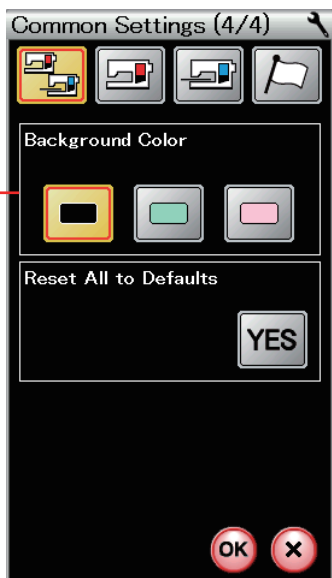 Common Settings (4/4)
Background Color
Reset All to Defaults
YES
OK